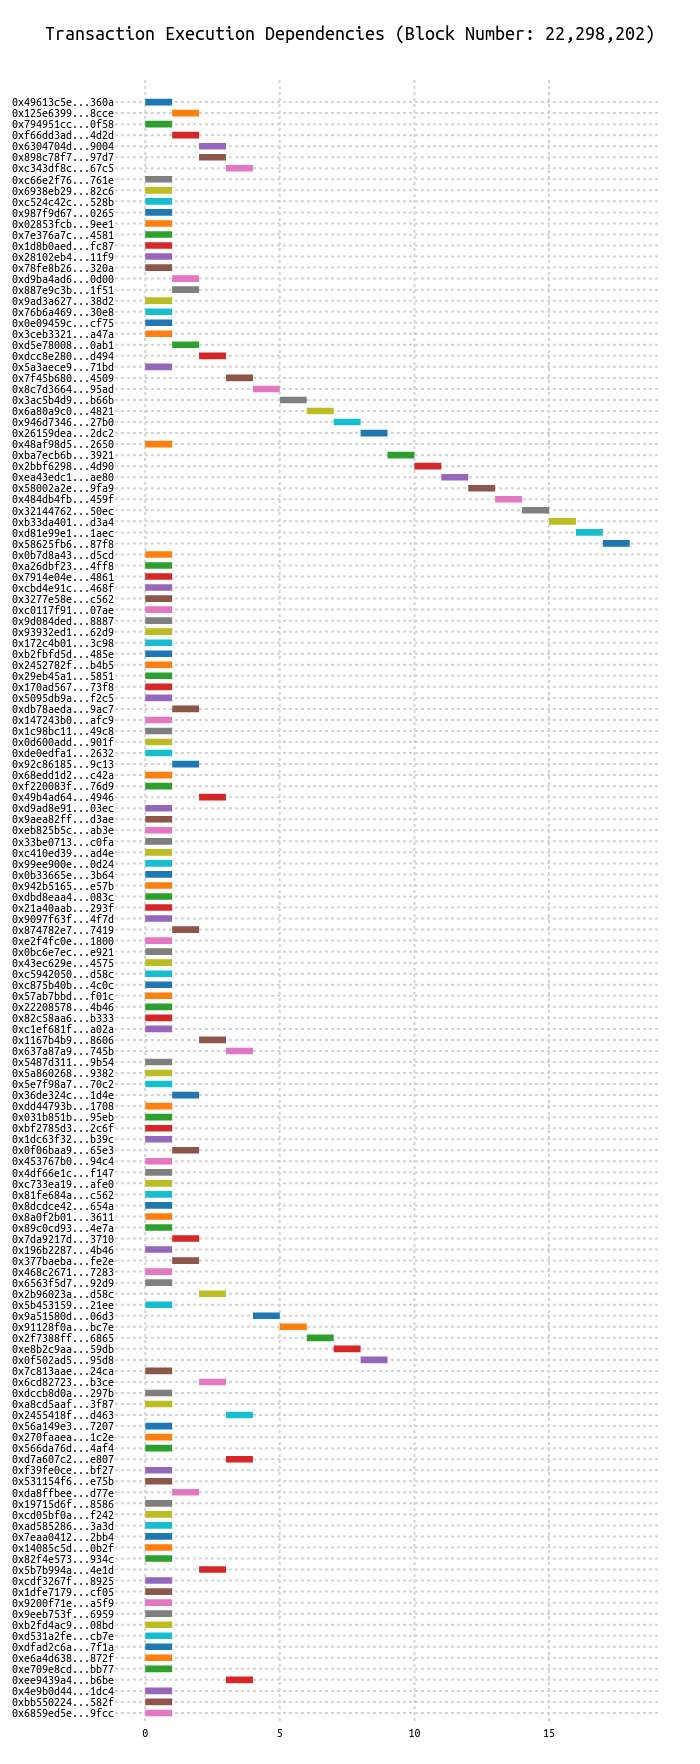 Transaction Execution Dependencies (Block Number: 22,298,202)
0x49613c5e...360a
0x125e6399...8cce
0x794951cc...0f58
0xf66dd3ad...4d2d
0x6304704d...9004
0x898c78f7...97d7
0xc343df8c...67c5
0xc66e2f76...761e
0x6938eb29...82c6
0xc524c42c...528b
0x987f9d67...0265
0x02853fcb...9ee1
0x7e376a7c...4581
0x1d8b0aed...fc87
0x28102eb4...11f9
0x78fe8b26...320a
0xd9ba4ad6...0d00
0x887e9c3b...1f51
0x9ad3a627...38d2
0x76b6a469...30e8
0x0e09459c...cf75
0x3ceb3321...a47a
0xd5e78008...0ab1
0xdcc8e280...d494
0x5a3aece9...71bd
0x7f45b680...4509
0x8c7d3664...95ad
0x3ac5b4d9...b66b
0x6a80a9c0...4821
0x946d7346...27b0
0x26159dea...2dc2
0x48af98d5...2650
0xba7ecb6b...3921
0x2bbf6298...4d90
0xea43edc1...ae80
0x58002a2e...9fa9
0x484db4fb...459f
0x32144762...50ec
0xb33da401...d3a4
0xd81e99e1...1aec
0x58625fb6...87f8
0x0b7d8a43...d5cd
0xa26dbf23...4ff8
0x7914e04e...4861
0xcbd4e91c...468f
0x3277e58e...c562
0xc0117f91...07ae
0x9d084ded...8887
0x93932ed1...62d9
0x172c4b01...3c98
0xb2fbfd5d...485e
0x2452782f...b4b5
0x29eb45a1...5851
0x170ad567...73f8
0x5095db9a...f2c5
0xdb78aeda...9ac7
0x147243b0...afc9
0x1c98bc11...49c8
0x0d600add...901f
0xde0edfa1...2632
0x92c86185...9c13
0x68edd1d2...c42a
0xf220083f...76d9
0x49b4ad64...4946
0xd9ad8e91...03ec
0x9aea82ff...d3ae
0xeb825b5c...ab3e
0x33be0713...c0fa
0xc410ed39...ad4e
0x99ee900e...0d24
0x0b33665e...3b64
0x942b5165...e57b
0xdbd8eaa4...083c
0x21a40aab...293f
0x9097f63f...4f7d
0x874782e7...7419
0xe2f4fc0e...1800
0x0bc6e7ec...e921
0x43ec629e...4575
0xc5942050...d58c
0xc875b40b...4c0c
0x57ab7bbd...f01c
0x22208578...4b46
0x82c58aa6...b333
0xc1ef681f...a02a
0x1167b4b9...8606
0x637a87a9...745b
0x5487d311...9b54
0x5a860268...9382
0x5e7f98a7...70c2
0x36de324c...1d4e
0xdd44793b...1708
0x031b851b...95eb
0xbf2785d3...2c6f
0x1dc63f32...b39c
0x0f06baa9...65e3
0x453767b0...94c4
0x4df66e1c...f147
0xc733ea19...afe0
0x81fe684a...c562
0x8dcdce42...654a
0x8a0f2b01...3611
0x89c0cd93...4e7a
0x7da9217d...3710
0x196b2287...4b46
0x377baeba...fe2e
0x468c2671...7283
0x6563f5d7...92d9
0x2b96023a...d58c
0x5b453159...21ee
0x9a51580d...06d3
0x91128f0a...bc7e
0x2f7388ff...6865
0xe8b2c9aa...59db
0x0f502ad5...95d8
0x7c813aae...24ca
0x6cd82723...b3ce
0xdccb8d0a...297b
0xa8cd5aaf...3f87
0x2455418f...d463
0x56a149e3...7207
0x270faaea...1c2e
0x566da76d...4af4
0xd7a607c2...e807
0xf39fe0ce...bf27
0x531154f6...e75b
0xda8ffbee...d77e
0x19715d6f...8586
0xcd05bf0a...f242
0xad585286...3a3d
0x7eaa0412...2bb4
0x14085c5d...0b2f
0x82f4e573...934c
0x5b7b994a...4e1d
0xcdf3267f...8925
0x1dfe7179...cf05
0x9200f71e...a5f9
0x9eeb753f...6959
0xb2fd4ac9...08bd
0xd531a2fe...cb7e
0xdfad2c6a...7f1a
0xe6a4d638...872f
0xe709e8cd...bb77
0xee9439a4...b6be
0x4e9b0d44...1dc4
0xbb550224...582f
0x6859ed5e...9fcc
0 5 10 15